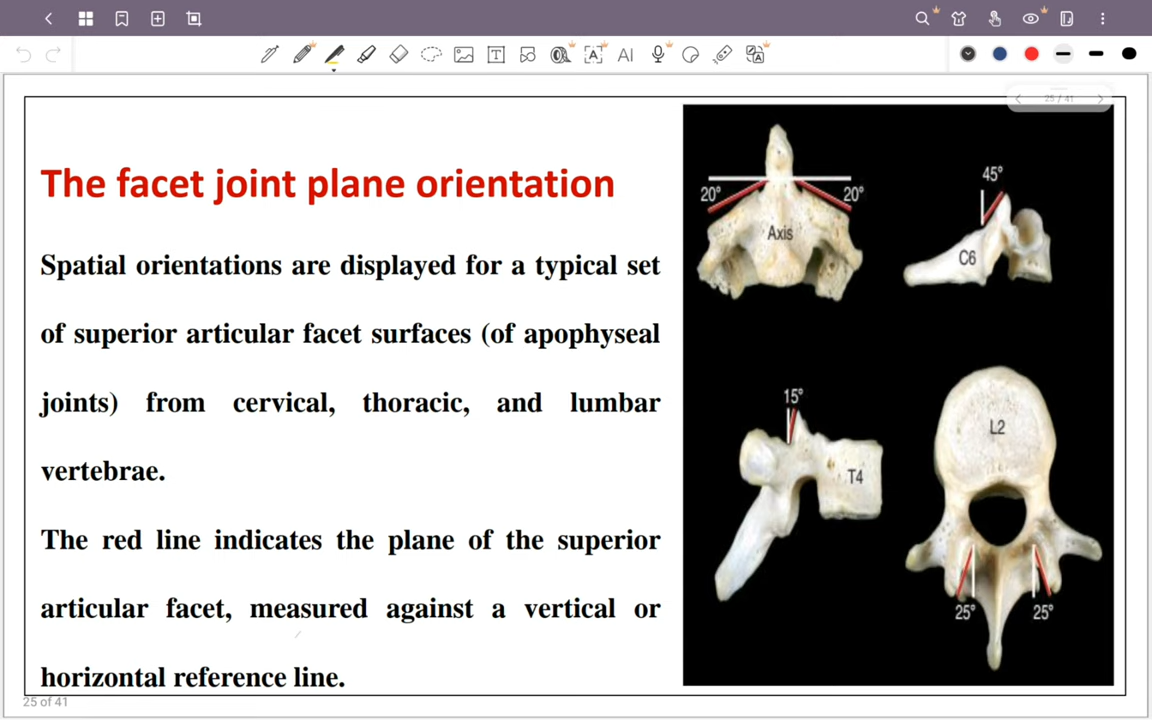 25 / 41
The facet joint plane orientation
Spatial orientations are displayed for a typical set
of superior articular facet surfaces (of apophyseal
joints) from cervical, thoracic, and lumbar
vertebrae.
The red line indicates the plane of the superior
articular facet, measured against a vertical or
horizontal reference line.
20°
20°
Axis
45°
C6
15°
T4
L2
25°
25°
25 of 41
T
A
AI
A